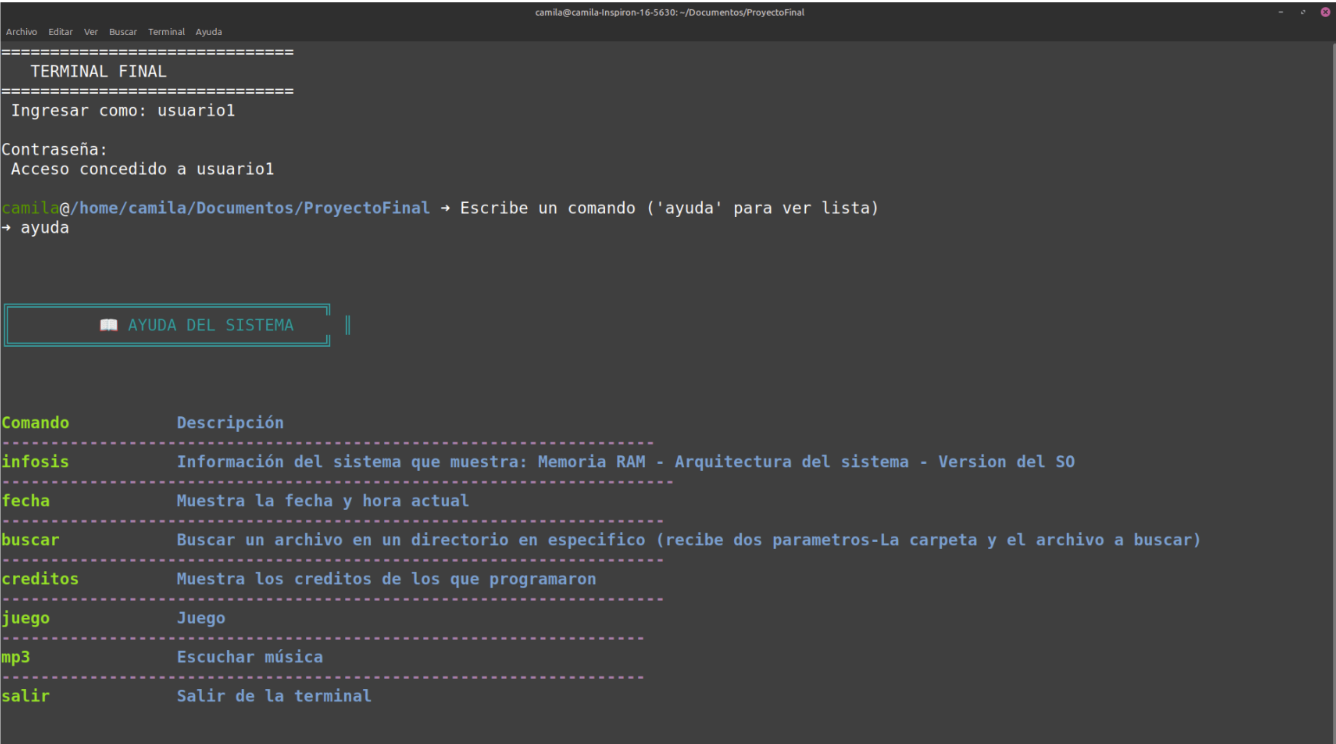 camila@camila-Inspiron-16-5630: ~/Documentos/ProyectoFinal
Archivo Editar Ver Buscar Terminal Ayuda
==============================
TERMINAL FINAL
==============================
Ingresar como: usuario1
Contraseña:
Acceso concedido a usuario1
camila@/home/camila/Documentos/ProyectoFinal → Escribe un comando ('ayuda' para ver lista)
→ ayuda
📖 AYUDA DEL SISTEMA
Comando Descripción
-------------------------------------------------------------------
infosis Información del sistema que muestra: Memoria RAM - Arquitectura del sistema - Version del SO
---------------------------------------------------------------------
fecha Muestra la fecha y hora actual
--------------------------------------------------------------------
buscar Buscar un archivo en un directorio en especifico (recibe dos parametros-La carpeta y el archivo a buscar)
--------------------------------------------------------------------
creditos Muestra los creditos de los que programaron
--------------------------------------------------------------------
juego Juego
------------------------------------------------------------------
mp3 Escuchar música
------------------------------------------------------------------
salir Salir de la terminal